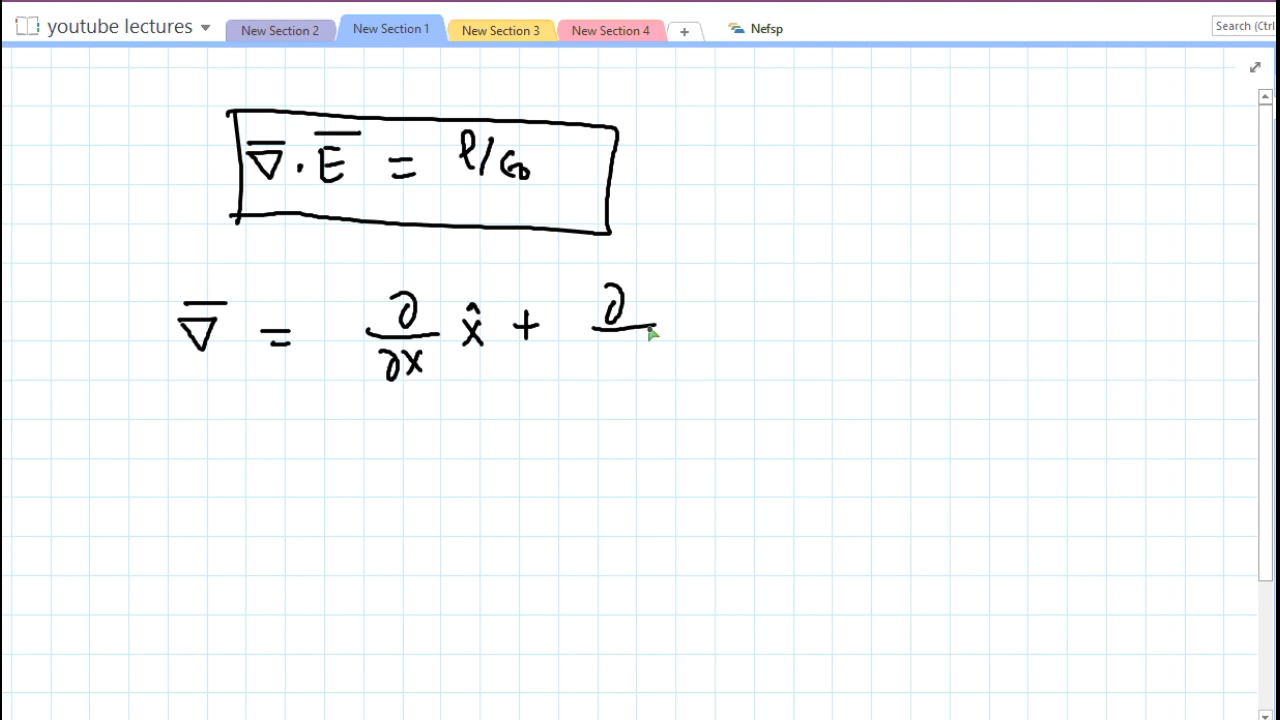 youtube lectures New Section 2 New Section 1 New Section 3 New Section 4 + Nefsp Search (Ctrl
∇̅ · E̅ = ρ/ϵ₀
∇̅ = ∂/∂x x̂ + ∂